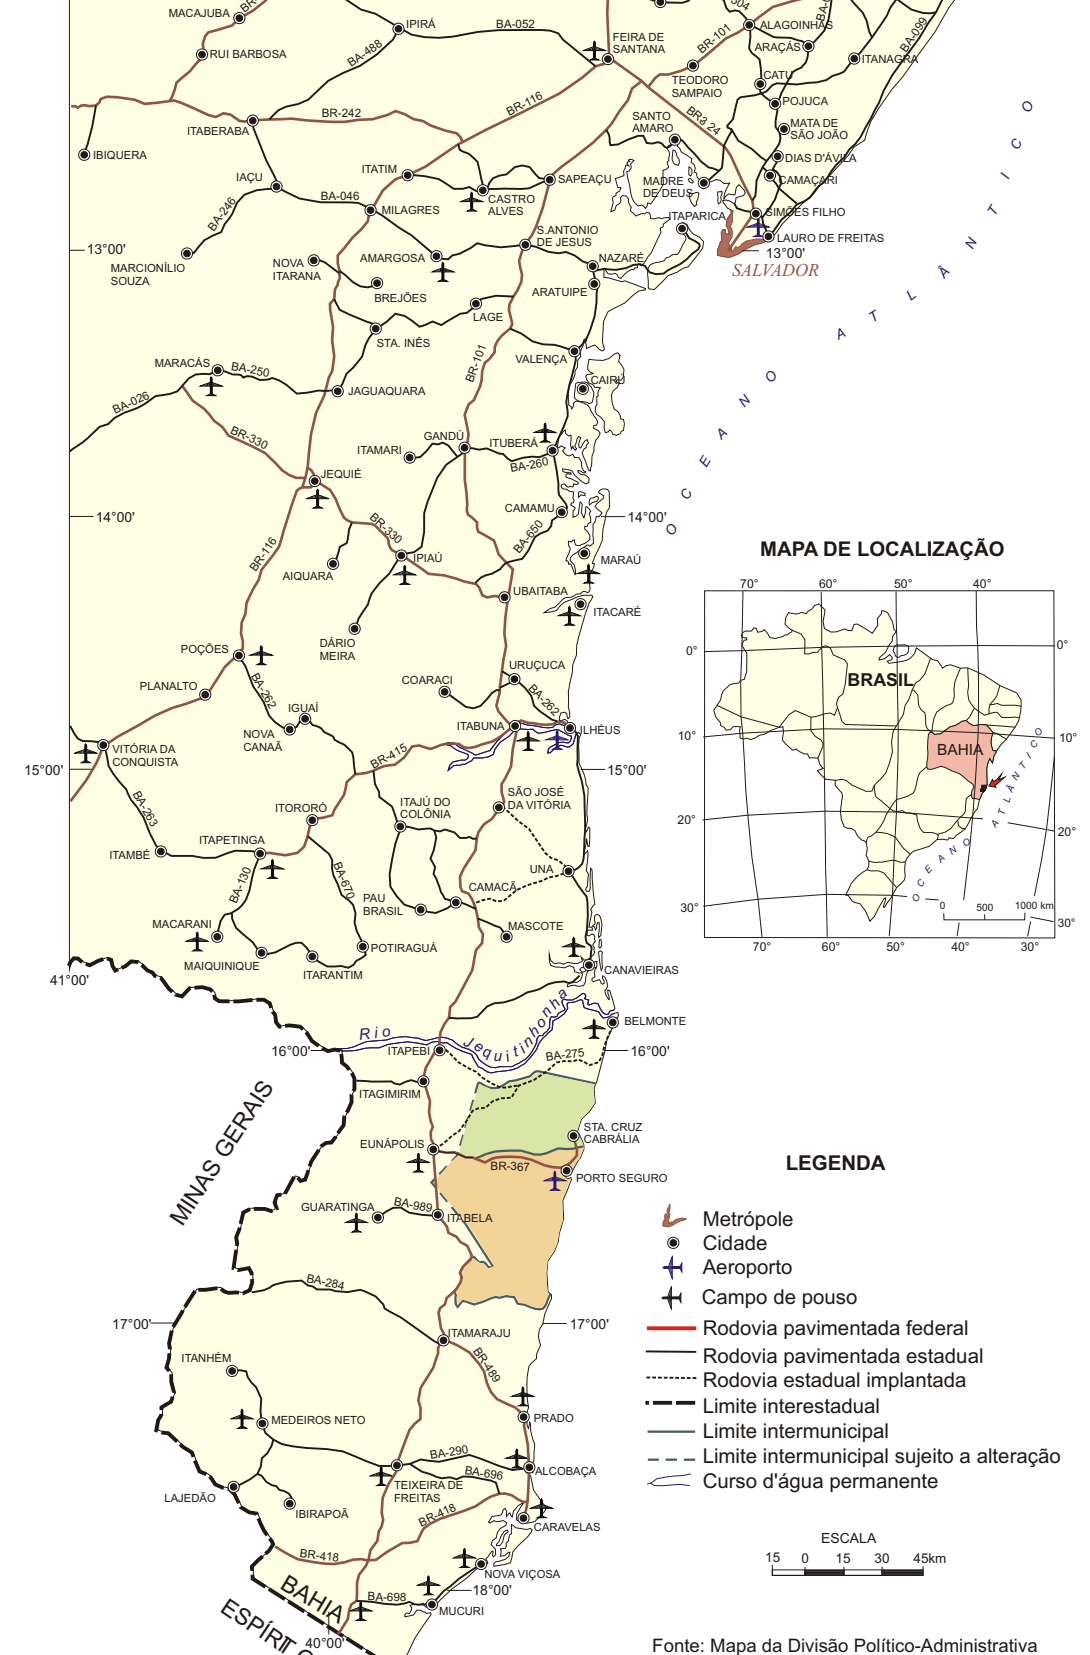 MACAJUBA
BR-
IPIRÁ
BA-052
504
BA-0
ALAGOINHAS
BA-099
RUI BARBOSA
BA-488
FEIRA DE
SANTANA
BR-101
ARAÇÁS
ITANAGRA
TEODORO
SAMPAIO
CATU
POJUCA
BR-242
BR-116
BR3 24
SANTO
AMARO
MATA DE
SÃO JOÃO
ITABERABA
IBIQUERA
DIAS D'ÁVILA
IAÇU
ITATIM
SAPEAÇU
MADRE
DE DEUS
CAMAÇARI
BA-046
CASTRO
ALVES
BA-246
MILAGRES
ITAPARICA
SIMÕES FILHO
S.ANTONIO
DE JESUS
LAURO DE FREITAS
13°00'
13°00'
MARCIONÍLIO
SOUZA
NOVA
ITARANA
AMARGOSA
NAZARÉ
SALVADOR
BREJÕES
ARATUIPE
LAGE
STA. INÊS
VALENÇA
MARACÁS
BA-250
BR-101
JAGUAQUARA
CAIRÚ
BA-026
BR-330
ITAMARI
GANDÚ
ITUBERÁ
BA-260
JEQUIÉ
CAMAMU
14°00'
14°00'
OCEANO ATLÂNTICO
BR-330
BA-650
BR-116
IPIAÚ
MARAÚ
AIQUARA
UBAITABA
ITACARÉ
DÁRIO
MEIRA
POÇÕES
URUÇUCA
COARACI
BA-262
PLANALTO
BA-262
IGUAÍ
NOVA
CANAÃ
ITABUNA
ILHÉUS
VITÓRIA DA
CONQUISTA
BR-415
15°00'
15°00'
SÃO JOSÉ
DA VITÓRIA
ITORORÓ
ITAJÚ DO
COLÔNIA
BA-263
ITAPETINGA
ITAMBÉ
BA-130
BA-670
UNA
CAMACÃ
PAU
BRASIL
MACARANI
MASCOTE
MAIQUINIQUE
POTIRAGUÁ
ITARANTIM
CANAVIEIRAS
41°00'
BELMONTE
Rio Jequitinhonha
16°00'
ITAPEBI
16°00'
BA-275
ITAGIMIRIM
MINAS GERAIS
STA. CRUZ
CABRÁLIA
EUNÁPOLIS
BR-367
PORTO SEGURO
GUARATINGA
BA-989
ITABELA
BA-284
17°00'
17°00'
ITAMARAJU
ITANHÉM
BR-489
MEDEIROS NETO
PRADO
BA-290
BA-696
ALCOBAÇA
TEIXEIRA DE
FREITAS
LAJEDÃO
IBIRAPOÃ
BR-418
CARAVELAS
BR-418
NOVA VIÇOSA
BAHIA
BA-698
18°00'
MUCURI
ESPÍRIT
40°00'
MAPA DE LOCALIZAÇÃO
70° 60° 50° 40°
0°
0°
BRASIL
10°
BAHIA
10°
20°
20°
30°
30°
OCEANO ATLÂNTICO
0 500 1000 km
70° 60° 50° 40° 30°
LEGENDA
Metrópole
Cidade
Aeroporto
Campo de pouso
Rodovia pavimentada federal
Rodovia pavimentada estadual
Rodovia estadual implantada
Limite interestadual
Limite intermunicipal
Limite intermunicipal sujeito a alteração
Curso d'água permanente
ESCALA
15 0 15 30 45km
Fonte: Mapa da Divisão Político-Administrativa